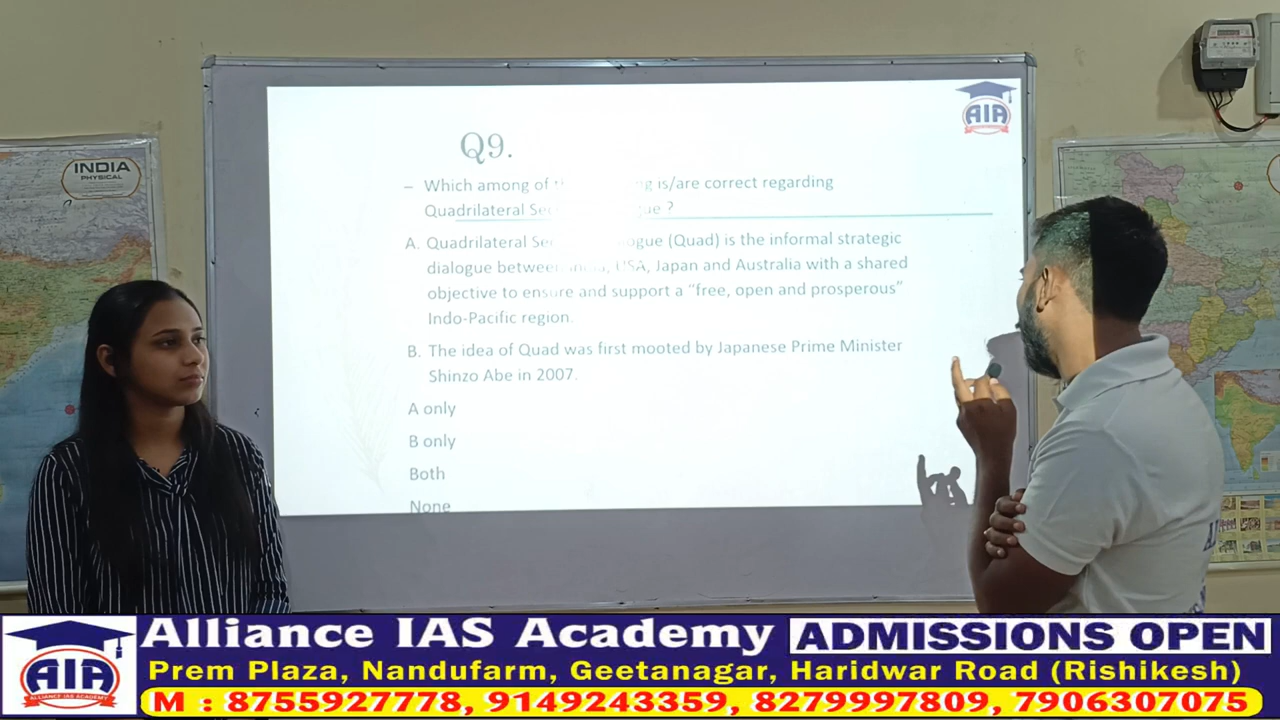 AIA
Q9.
– Which among of is/are correct regarding
Quadrilateral ?
A. Quadrilateral (Quad) is the informal strategic
dialogue between India, USA, Japan and Australia with a shared
objective to ensure and support a “free, open and prosperous”
Indo-Pacific region.
B. The idea of Quad was first mooted by Japanese Prime Minister
Shinzo Abe in 2007.
A only
B only
Both
None
INDIA
PHYSICAL
AIA
ALLIANCE IAS ACADEMY
Alliance IAS Academy ADMISSIONS OPEN
Prem Plaza, Nandufarm, Geetanagar, Haridwar Road (Rishikesh)
M : 8755927778, 9149243359, 8279997809, 7906307075